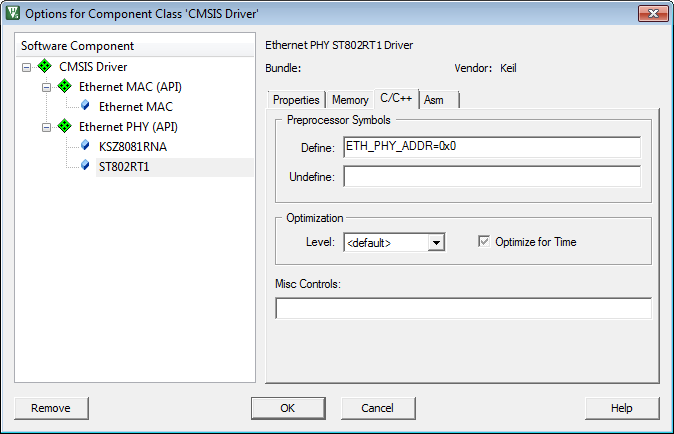 Options for Component Class 'CMSIS Driver'
Software Component
CMSIS Driver
Ethernet MAC (API)
Ethernet MAC
Ethernet PHY (API)
KSZ8081RNA
ST802RT1
Ethernet PHY ST802RT1 Driver
Bundle: Vendor: Keil
Properties Memory C/C++ Asm
Preprocessor Symbols
Define: ETH_PHY_ADDR=0x0
Undefine:
Optimization
Level: <default> Optimize for Time
Misc Controls:
Remove OK Cancel Help